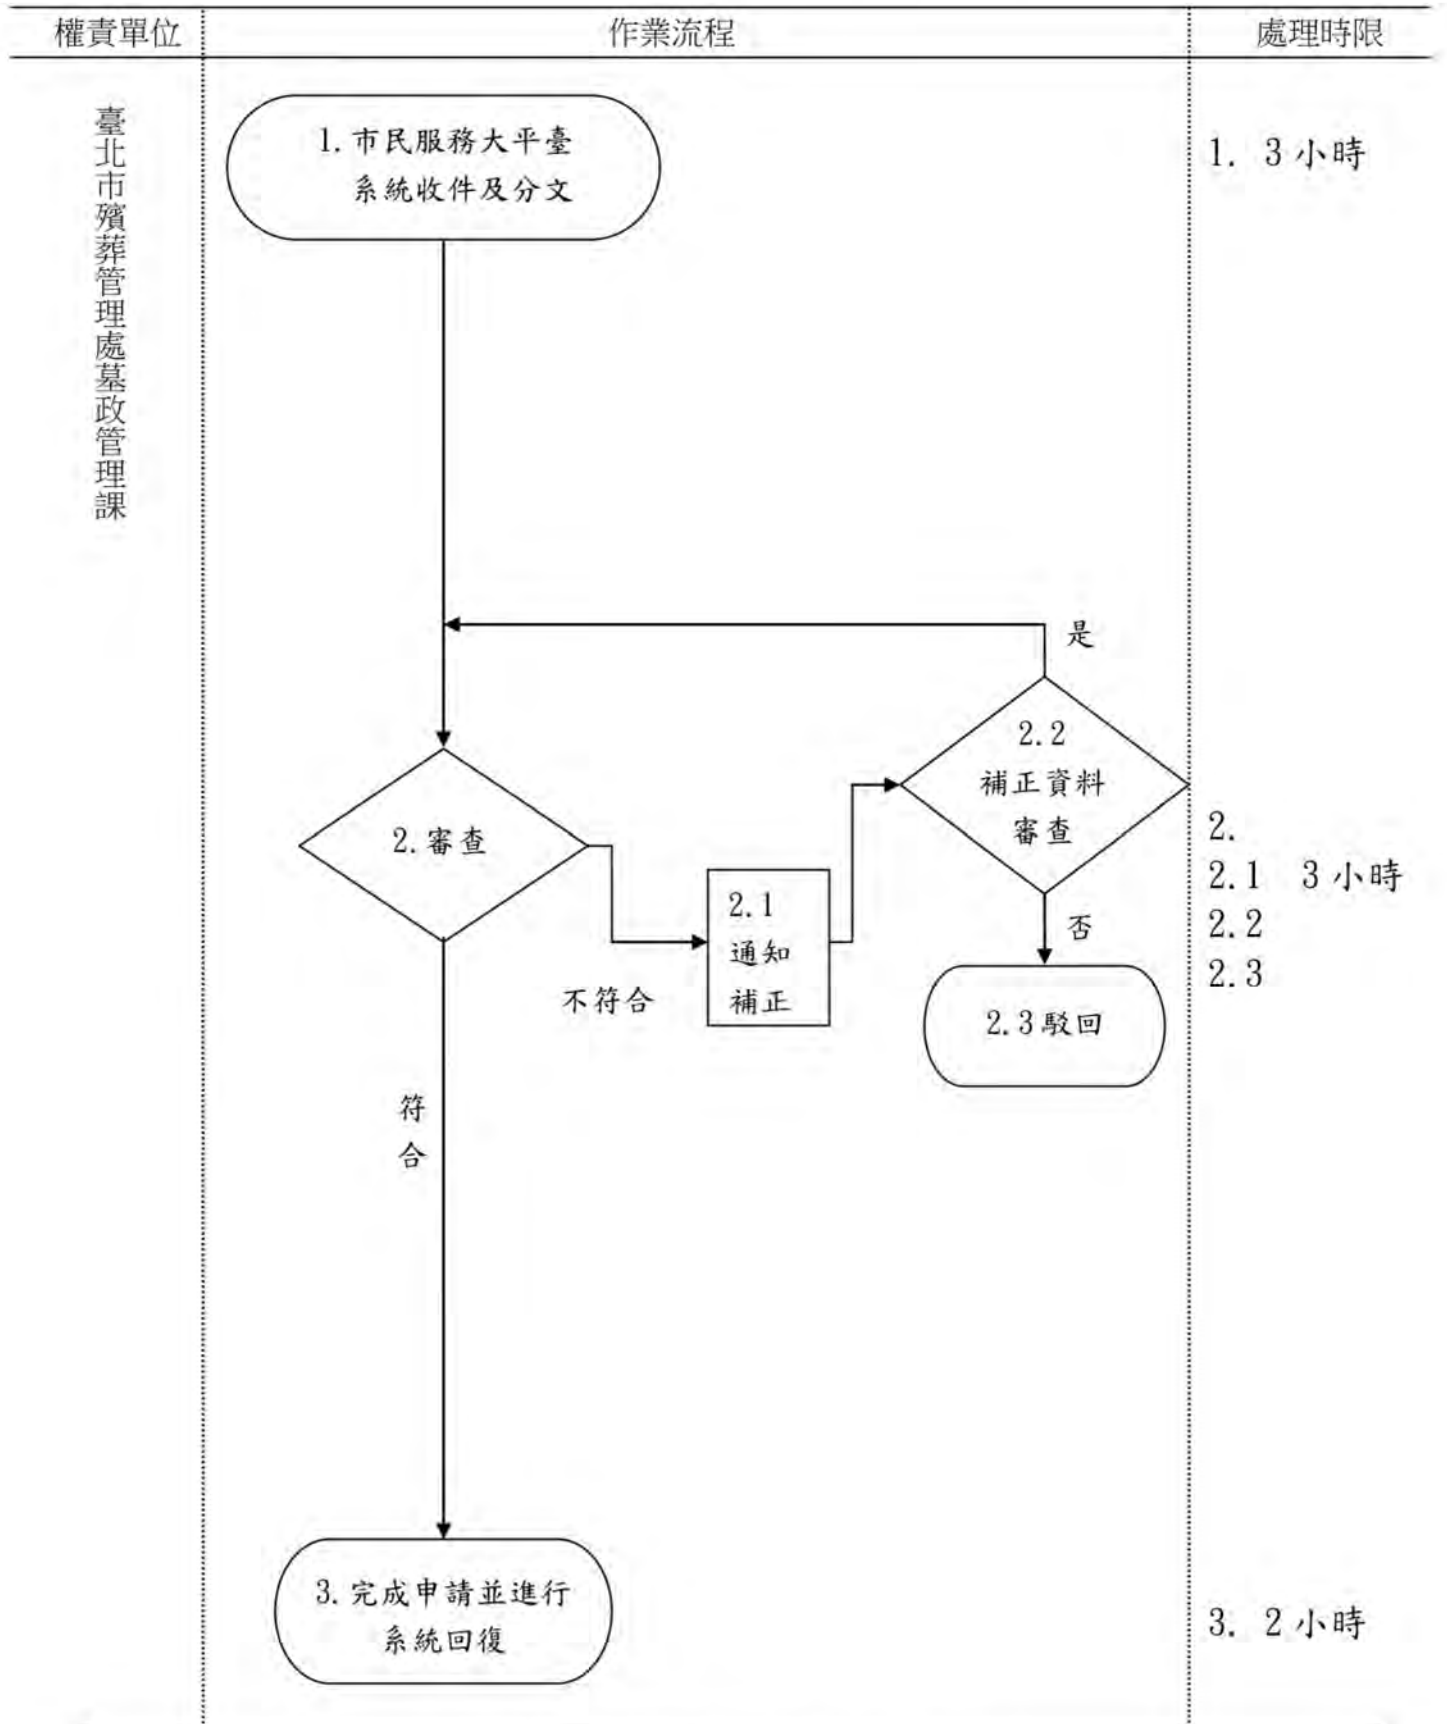 權責單位
作業流程
處理時限
臺北市殯葬管理處墓政管理課
1.市民服務大平臺
系統收件及分文
1. 3小時
是
2.2
補正資料
審查
2.審查
2.1
通知
補正
不符合
否
2.3駁回
2.
2.1 3小時
2.2
2.3
符
合
3.完成申請並進行
系統回復
3. 2小時